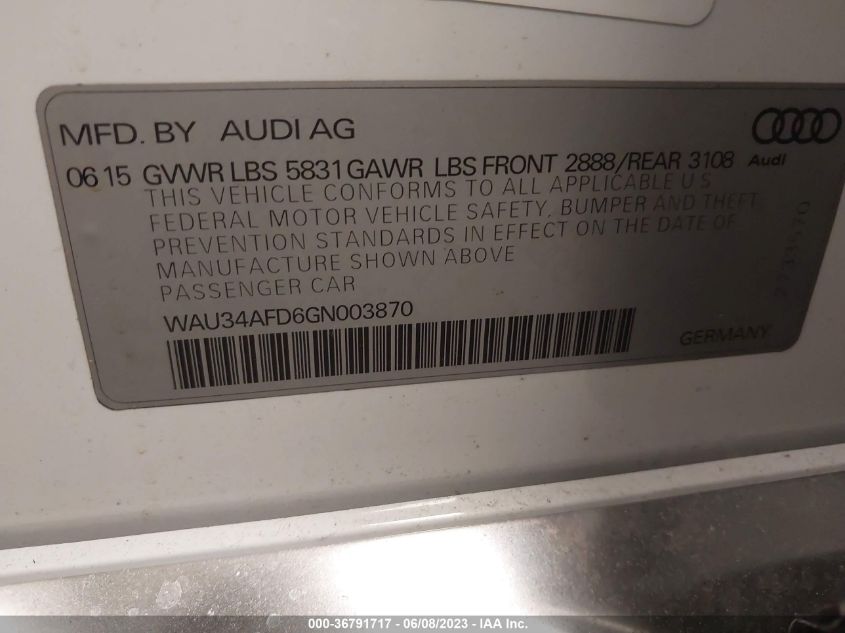 MFD. BY AUDI AG
06 15 GVWR LBS 5831 GAWR LBS FRONT 2888/REAR 3108 Audi
THIS VEHICLE CONFORMS TO ALL APPLICABLE U S
FEDERAL MOTOR VEHICLE SAFETY, BUMPER AND THEFT
PREVENTION STANDARDS IN EFFECT ON THE DATE OF
MANUFACTURE SHOWN ABOVE
PASSENGER CAR
WAU34AFD6GN003870
GERMANY
000-36791717 - 06/08/2023 - IAA Inc.